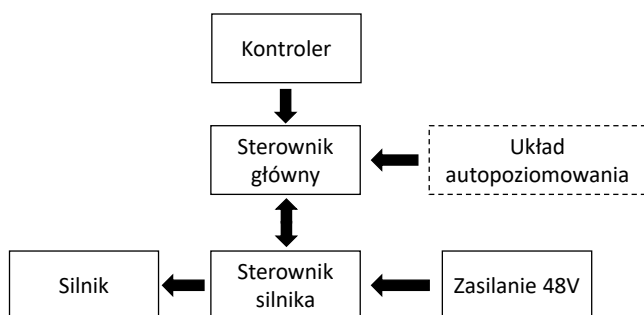 Kontroler
Sterownik
główny
Układ
autopoziomowania
Silnik
Sterownik
silnika
Zasilanie 48V